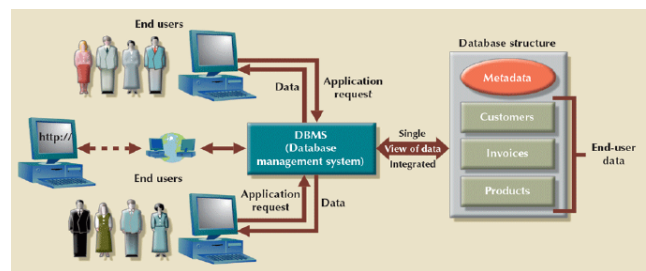 End users
Database structure
Data
Application
request
Metadata
http://
DBMS
(Database
management system)
Single
View of data
Integrated
Customers
Invoices
Products
End-user
data
End users
Application
request
Data